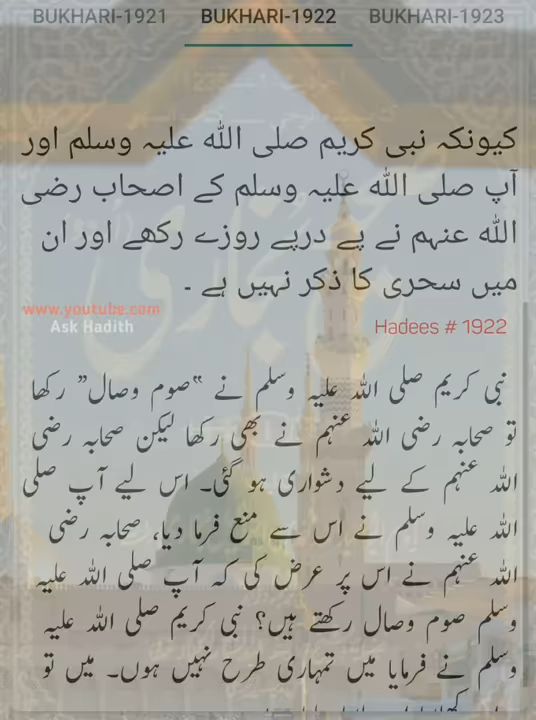 BUKHARI-1921 BUKHARI-1922 BUKHARI-1923
کیونکہ نبی کریم صلی اللہ علیہ وسلم اور
آپ صلی اللہ علیہ وسلم کے اصحاب رضی
اللہ عنہم نے پے درپے روزے رکھے اور ان
میں سحری کا ذکر نہیں ہے ۔
www.youtube.com
Ask Hadith
Hadees # 1922
نبی کریم صلی اللہ علیہ وسلم نے ”صوم وصال“ رکھا
تو صحابہ رضی اللہ عنہم نے بھی رکھا لیکن صحابہ رضی
اللہ عنہم کے لیے دشواری ہو گئی۔ اس لیے آپ صلی
اللہ علیہ وسلم نے اس سے منع فرما دیا، صحابہ رضی
اللہ عنہم نے اس پر عرض کی کہ آپ صلی اللہ علیہ
وسلم صوم وصال رکھتے ہیں؟ نبی کریم صلی اللہ علیہ
وسلم نے فرمایا میں تمہاری طرح نہیں ہوں۔ میں تو